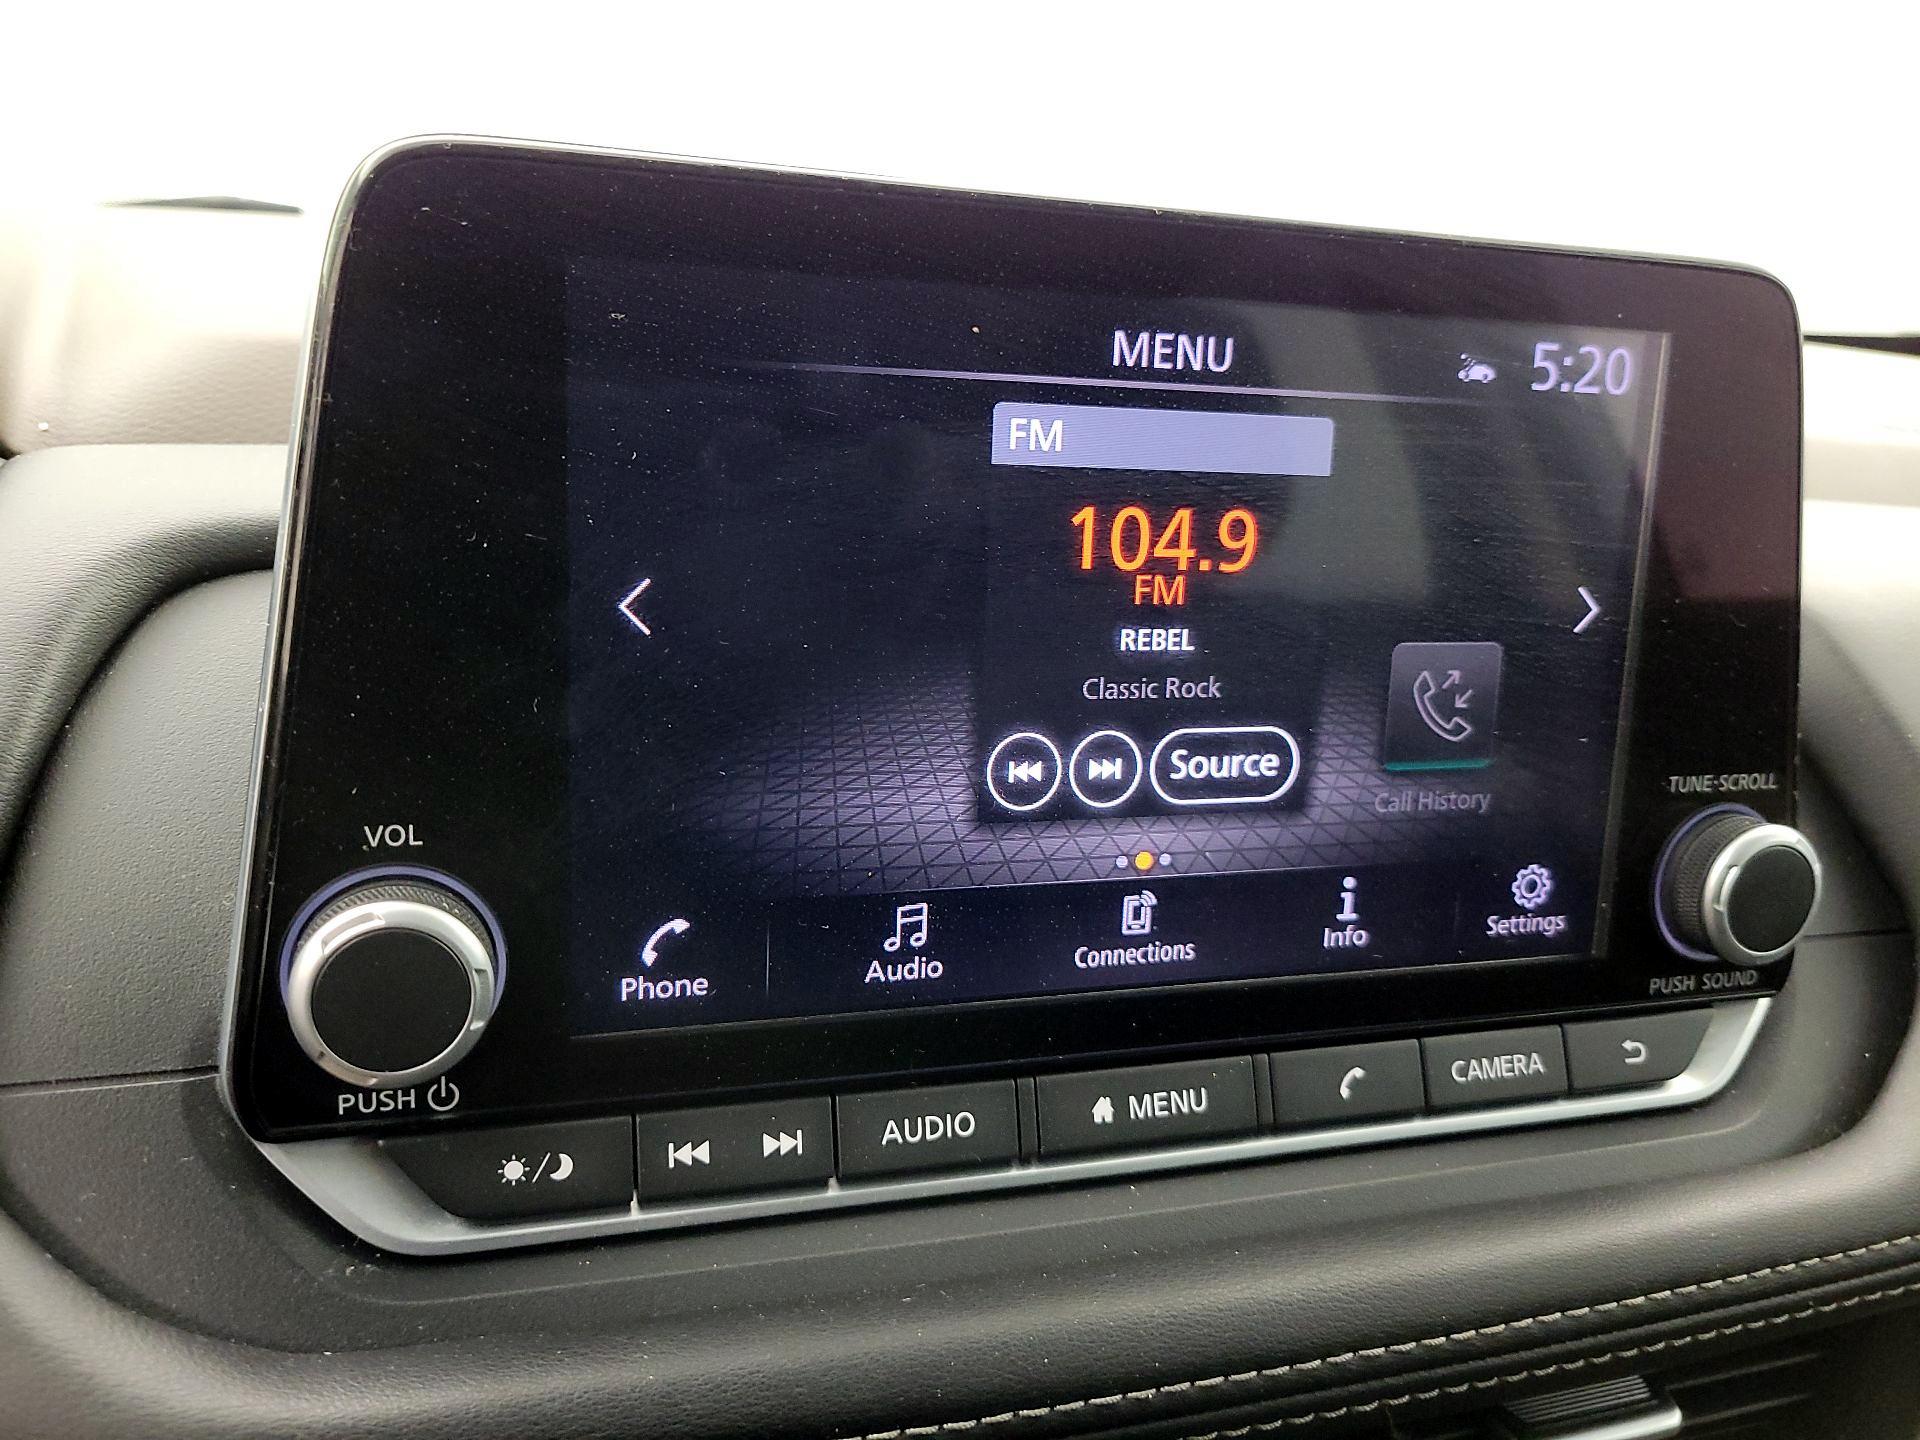 MENU
5:20
FM
104.9
FM
REBEL
Classic Rock
Source
Call History
TUNE·SCROLL
VOL
Phone
Audio
Connections
Info
Settings
PUSH SOUND
PUSH
AUDIO
MENU
CAMERA